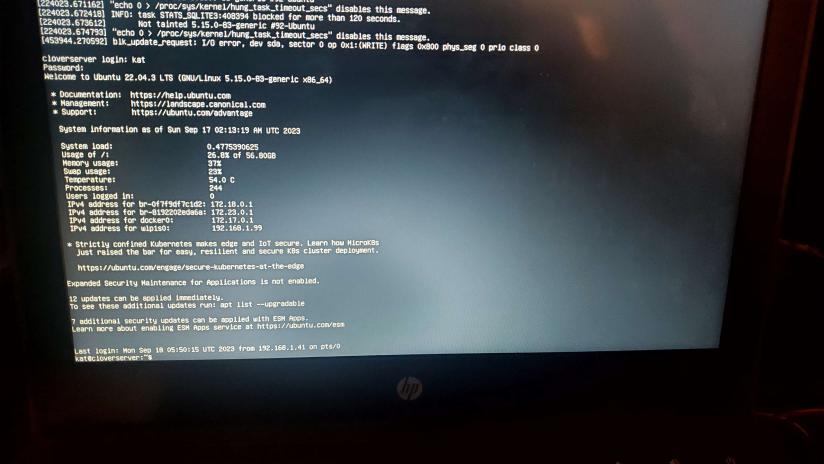 [224023.671162] "echo 0 > /proc/sys/kernel/hung_task_timeout_secs" disables this message.
[224023.672418] INFO: task STATS_SQLITE3:408394 blocked for more than 120 seconds.
[224023.673612] Not tainted 5.15.0-83-generic #92-Ubuntu
[224023.674793] "echo 0 > /proc/sys/kernel/hung_task_timeout_secs" disables this message.
[453944.270592] blk_update_request: I/O error, dev sda, sector 0 op 0x1:(WRITE) flags 0x800 phys_seg 0 prio class 0
cloverserver login: kat
Password:
Welcome to Ubuntu 22.04.3 LTS (GNU/Linux 5.15.0-83-generic x86_64)
* Documentation: https://help.ubuntu.com
* Management: https://landscape.canonical.com
* Support: https://ubuntu.com/advantage
System information as of Sun Sep 17 02:13:19 AM UTC 2023
System load: 0.4775390625
Usage of /: 26.8% of 56.80GB
Memory usage: 37%
Swap usage: 23%
Temperature: 54.0 C
Processes: 244
Users logged in: 0
IPv4 address for br-0f7f9df7c1d2: 172.18.0.1
IPv4 address for br-8192202eda6a: 172.23.0.1
IPv4 address for docker0: 172.17.0.1
IPv4 address for wlp1s0: 192.168.1.99
* Strictly confined Kubernetes makes edge and IoT secure. Learn how MicroK8s
just raised the bar for easy, resilient and secure K8s cluster deployment.
https://ubuntu.com/engage/secure-kubernetes-at-the-edge
Expanded Security Maintenance for Applications is not enabled.
12 updates can be applied immediately.
To see these additional updates run: apt list --upgradable
7 additional security updates can be applied with ESM Apps.
Learn more about enabling ESM Apps service at https://ubuntu.com/esm
Last login: Mon Sep 18 05:50:15 UTC 2023 from 192.168.1.41 on pts/0
kat@cloverserver:~$
hp